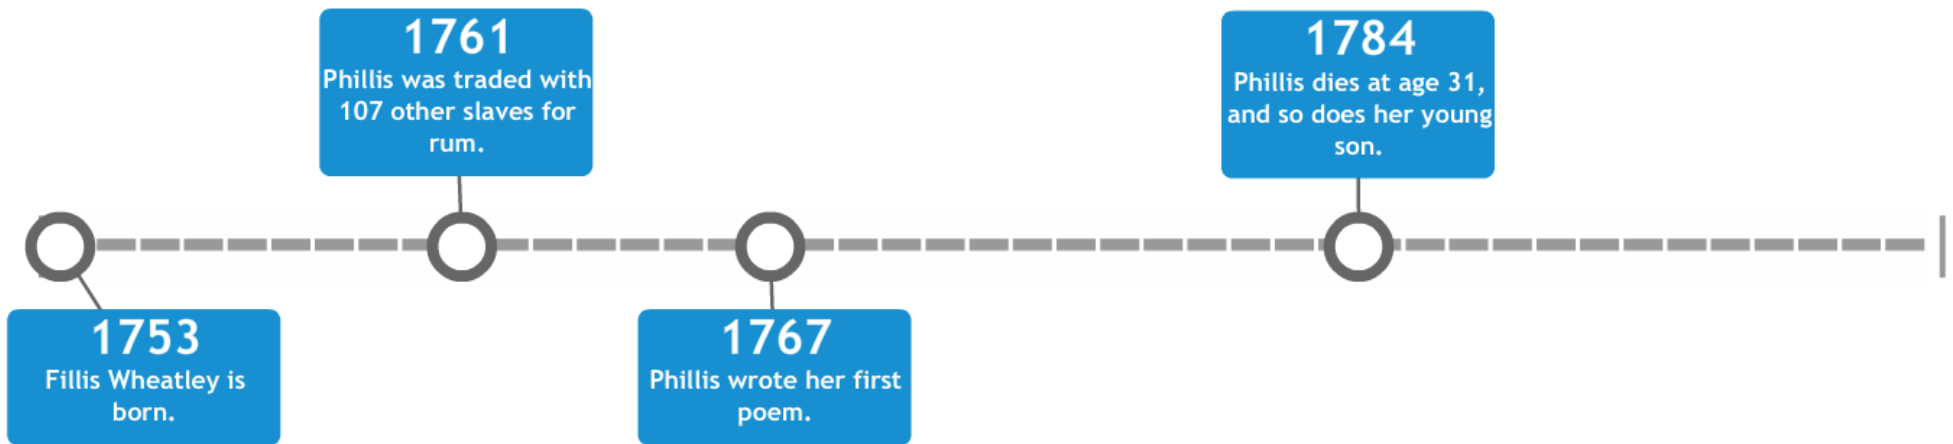 1753
Fillis Wheatley is
born.
1761
Phillis was traded with
107 other slaves for
rum.
1767
Phillis wrote her first
poem.
1784
Phillis dies at age 31,
and so does her young
son.